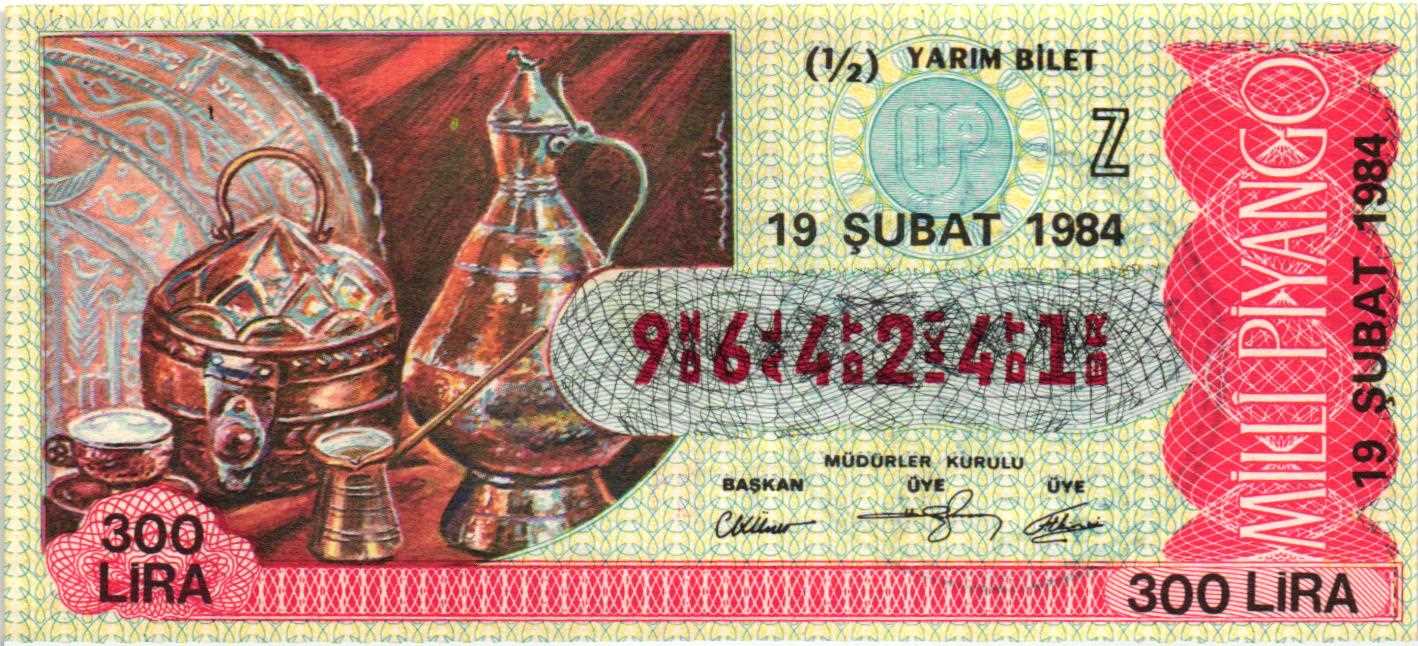 (1/2) YARIM BİLET
Z
19 ŞUBAT 1984
964241
MÜDÜRLER KURULU
BAŞKAN ÜYE ÜYE
300
LİRA
300 LİRA
MİLLİ PİYANGO
19 ŞUBAT 1984